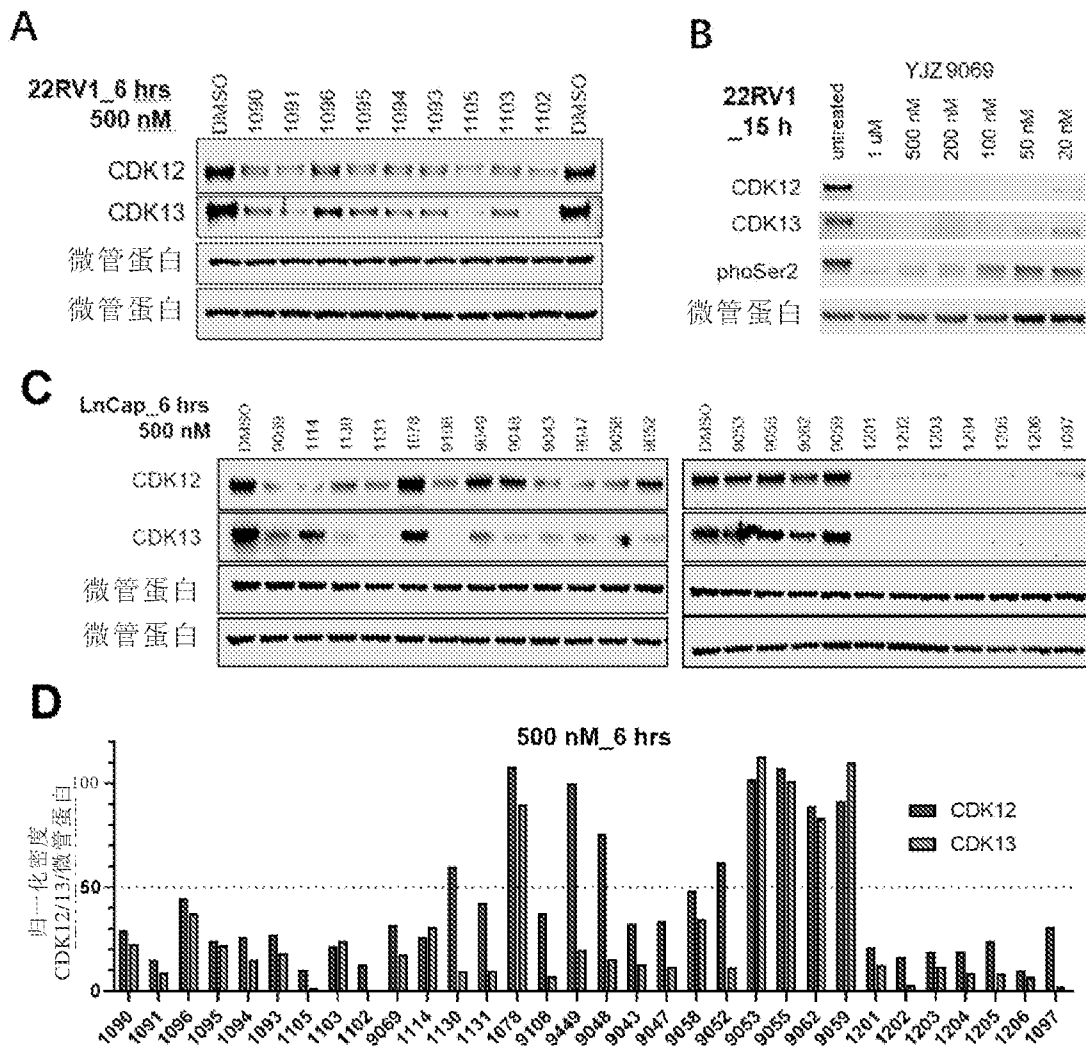 A
22RV1_6 hrs
500 nM
DMSO 1090 1091 1096 1095 1094 1093 1105 1103 1102 DMSO
CDK12
CDK13
微管蛋白
微管蛋白
B
YJZ 9069
22RV1
_15 h
untreated 1 uM 500 nM 200 nM 100 nM 50 nM 20 nM
CDK12
CDK13
phoSer2
微管蛋白
C
LnCap_6 hrs
500 nM
DMSO 9069 1114 1130 1131 1078 9108 9449 9048 9043 9047 9058 9052
DMSO 9053 9055 9062 9059 1201 1202 1203 1204 1205 1206 1097
CDK12
CDK13
微管蛋白
微管蛋白
D
500 nM_6 hrs
归一化密度
CDK12/13/微管蛋白
100
50
0
CDK12
CDK13
1090 1091 1096 1095 1094 1093 1105 1103 1102 9069 1114 1130 1131 1078 9108 9449 9048 9043 9047 9058 9052 9053 9055 9062 9059 1201 1202 1203 1204 1205 1206 1097